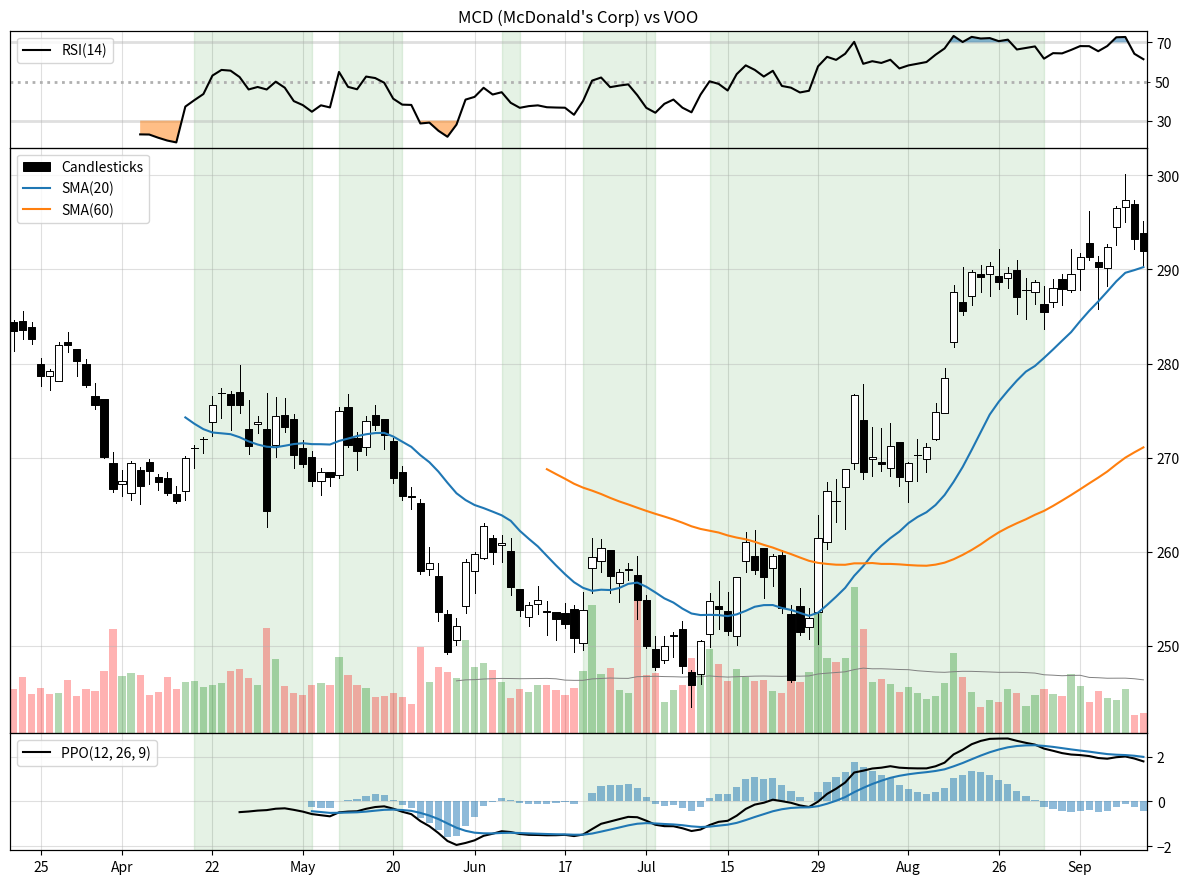 MCD (McDonald's Corp) vs VOO
RSI(14)
70
50
30
Candlesticks
SMA(20)
SMA(60)
300
290
280
270
260
250
PPO(12, 26, 9)
2
0
−2
25 Apr 22 May 20 Jun 17 Jul 15 29 Aug 26 Sep